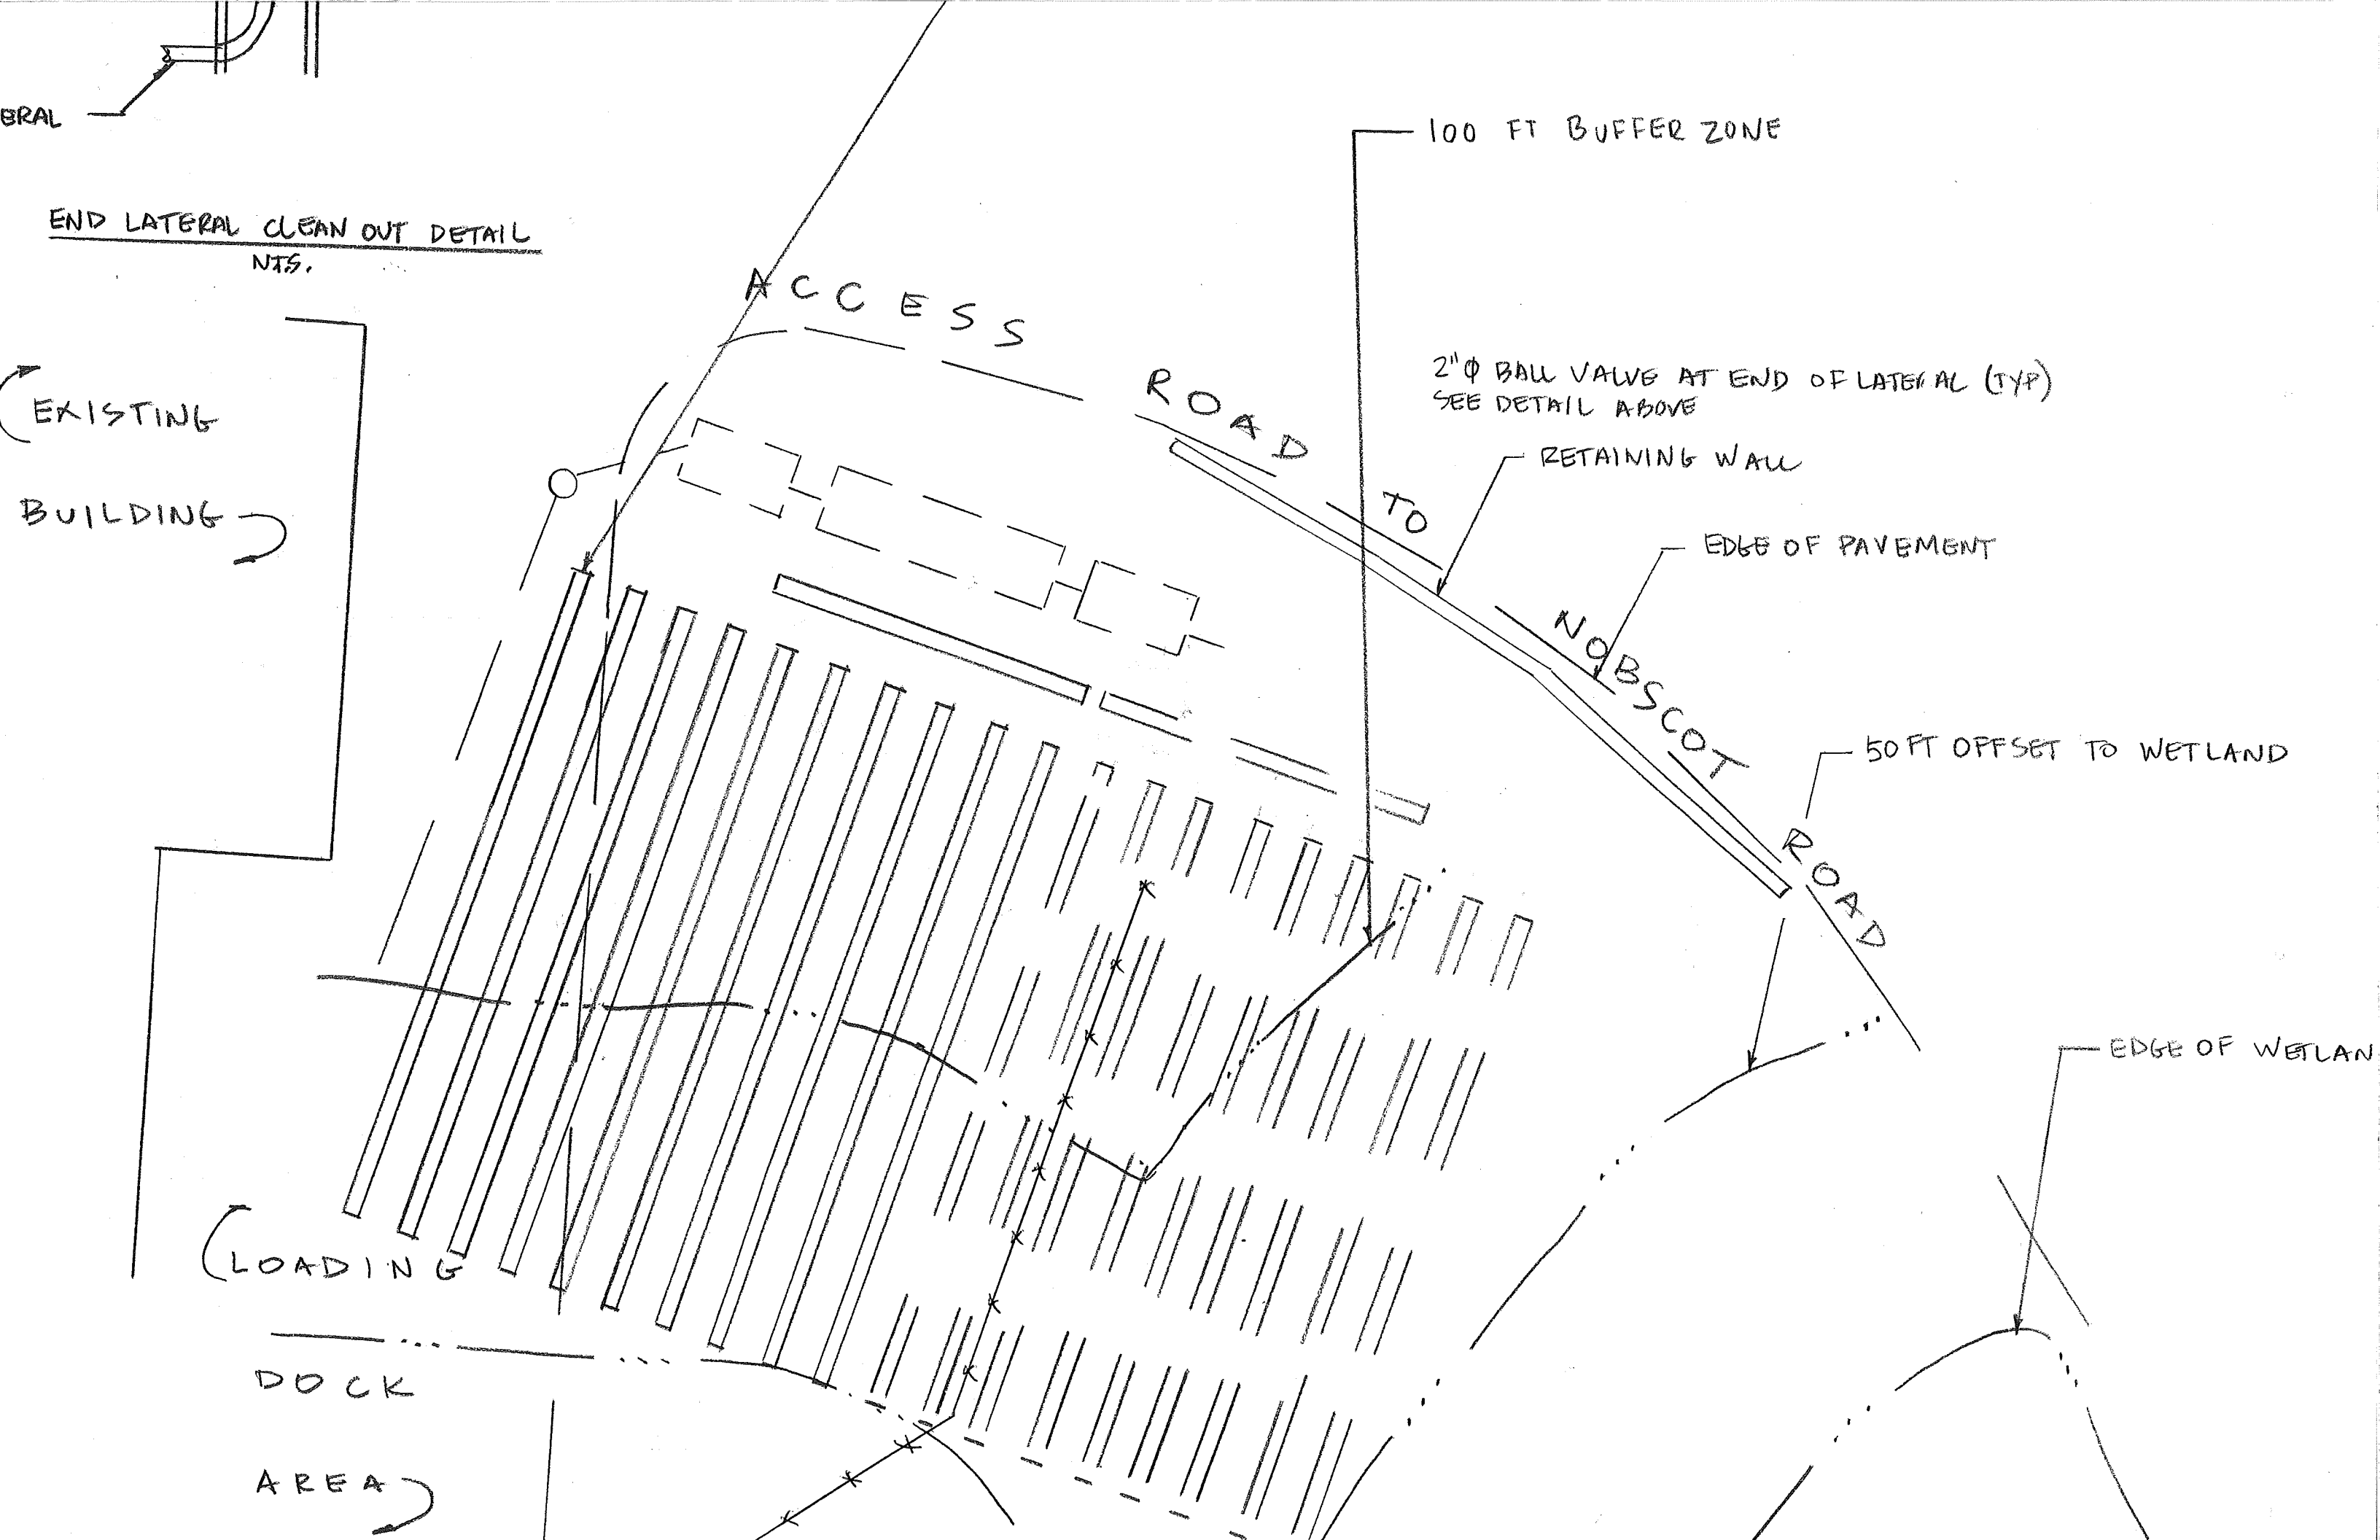 ERAL
END LATERAL CLEAN OUT DETAIL
NTS.
100 FT BUFFER ZONE
ACCESS ROAD TO NOBSCOT ROAD
2"Φ BALL VALVE AT END OF LATERAL (TYP)
SEE DETAIL ABOVE
RETAINING WALL
EDGE OF PAVEMENT
50 FT OFFSET TO WETLAND
EDGE OF WETLAN
EXISTING
BUILDING
LOADING
DOCK
AREA